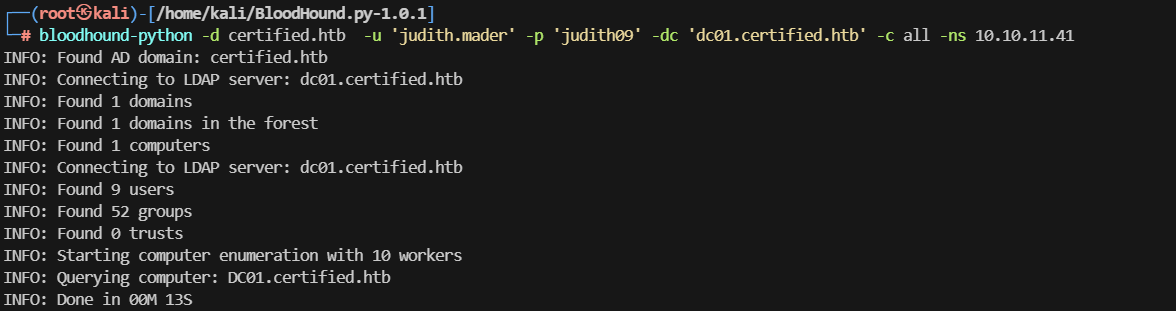 ┌──(root㉿kali)-[/home/kali/BloodHound.py-1.0.1]
└─# bloodhound-python -d certified.htb  -u 'judith.mader' -p 'judith09' -dc 'dc01.certified.htb' -c all -ns 10.10.11.41
INFO: Found AD domain: certified.htb
INFO: Connecting to LDAP server: dc01.certified.htb
INFO: Found 1 domains
INFO: Found 1 domains in the forest
INFO: Found 1 computers
INFO: Connecting to LDAP server: dc01.certified.htb
INFO: Found 9 users
INFO: Found 52 groups
INFO: Found 0 trusts
INFO: Starting computer enumeration with 10 workers
INFO: Querying computer: DC01.certified.htb
INFO: Done in 00M 13S